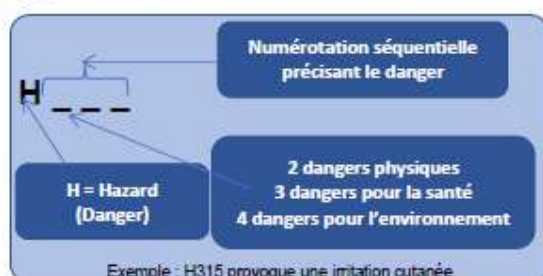 Numérotation séquentielle
précisant le danger
H _ _ _
H = Hazard
(Danger)
2 dangers physiques
3 dangers pour la santé
4 dangers pour l'environnement
Exemple : H315 provoque une irritation cutanée